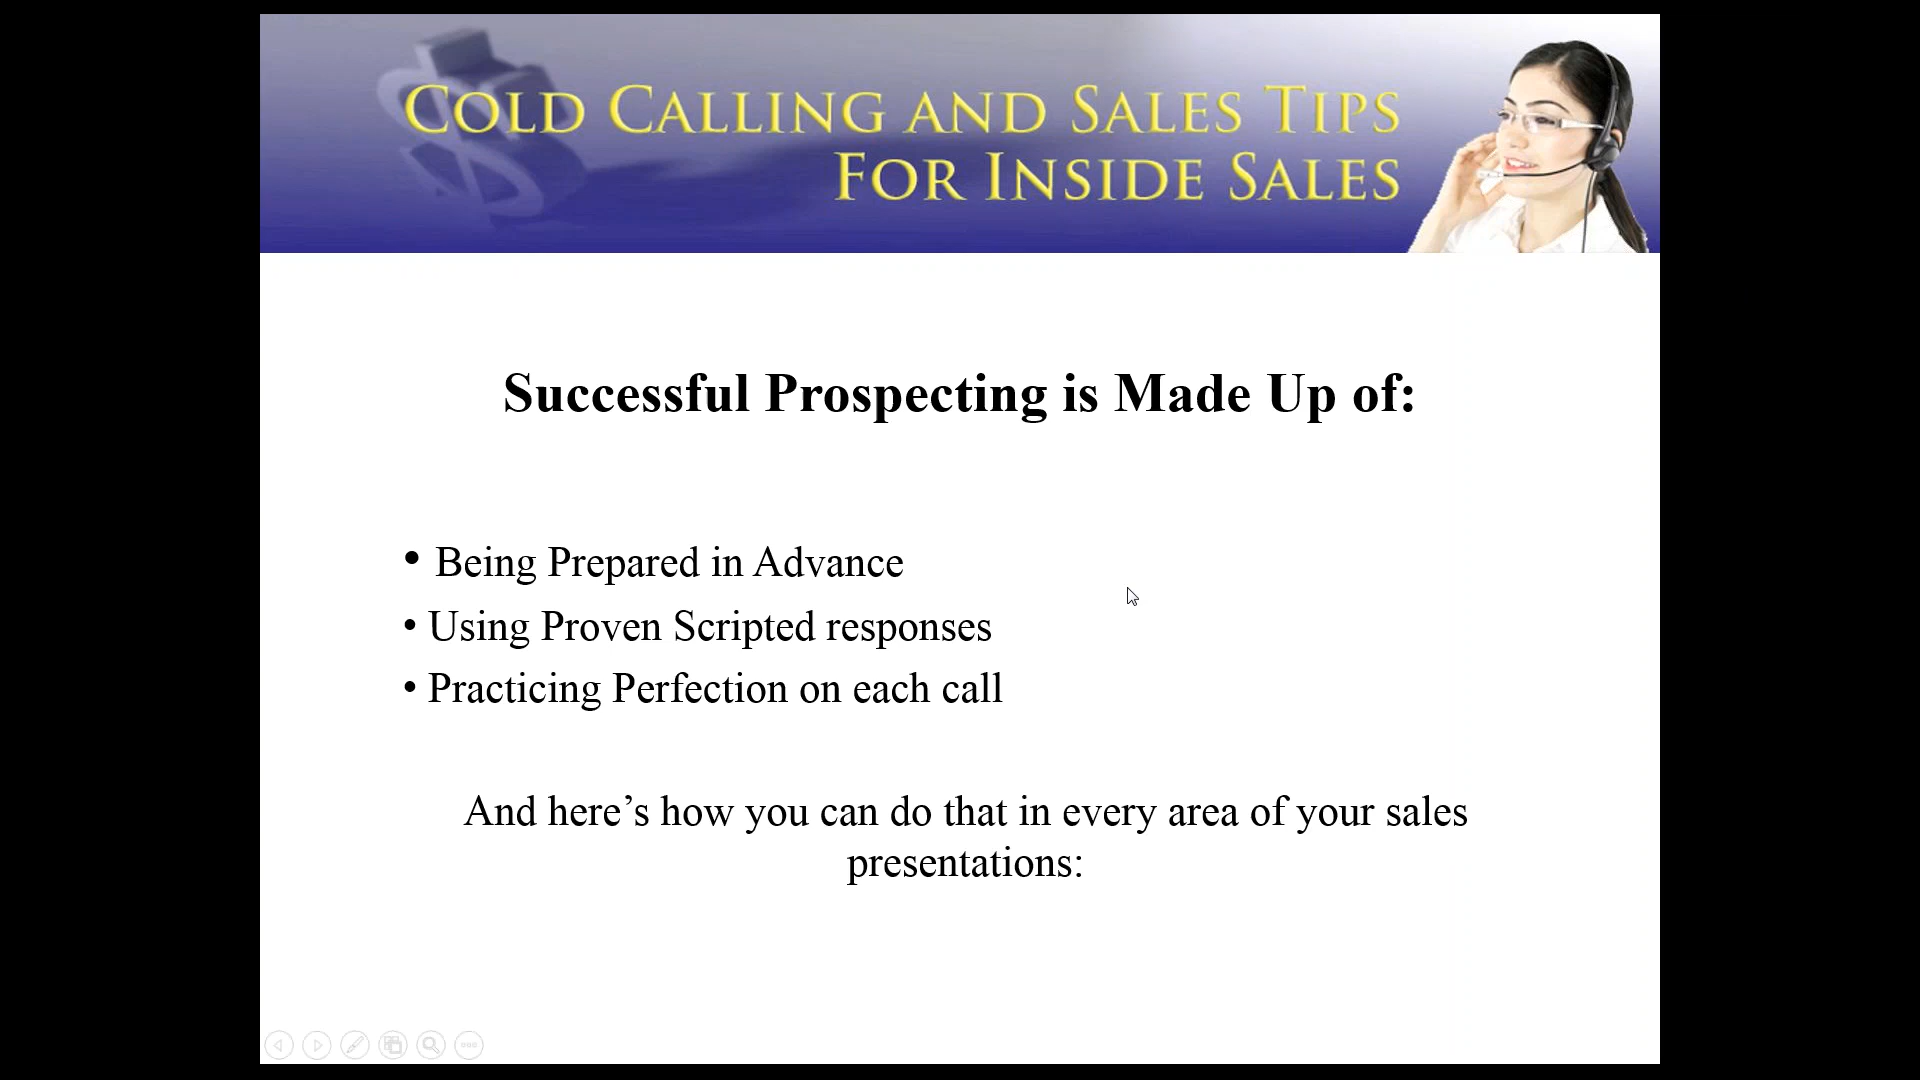 COLD CALLING AND SALES TIPS
FOR INSIDE SALES
Successful Prospecting is Made Up of:
• Being Prepared in Advance
• Using Proven Scripted responses
• Practicing Perfection on each call
And here’s how you can do that in every area of your sales
presentations: